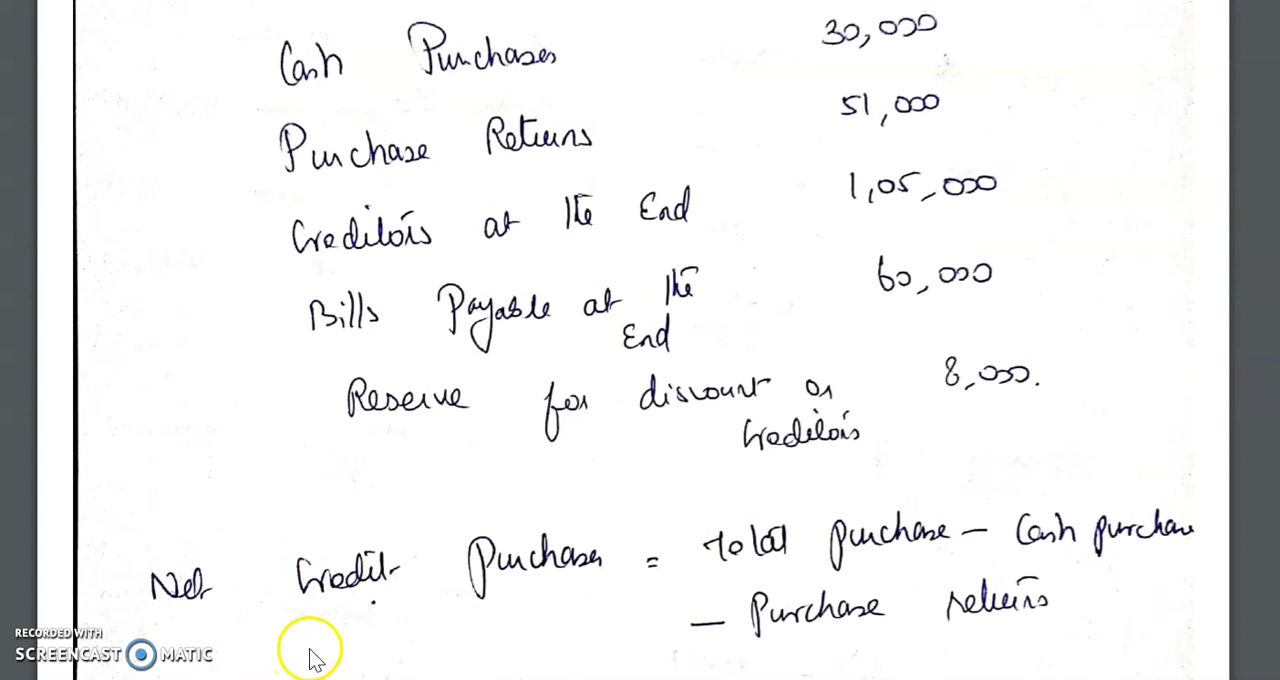 Cash Purchases 30,000
Purchase Returns 51,000
Creditors at the End 1,05,000
Bills Payable at the 60,000
End
Reserve for discount on 8,000.
Creditors
Net Credit Purchases = total purchase - Cash purchase
- Purchase returns
RECORDED WITH
SCREENCAST MATIC